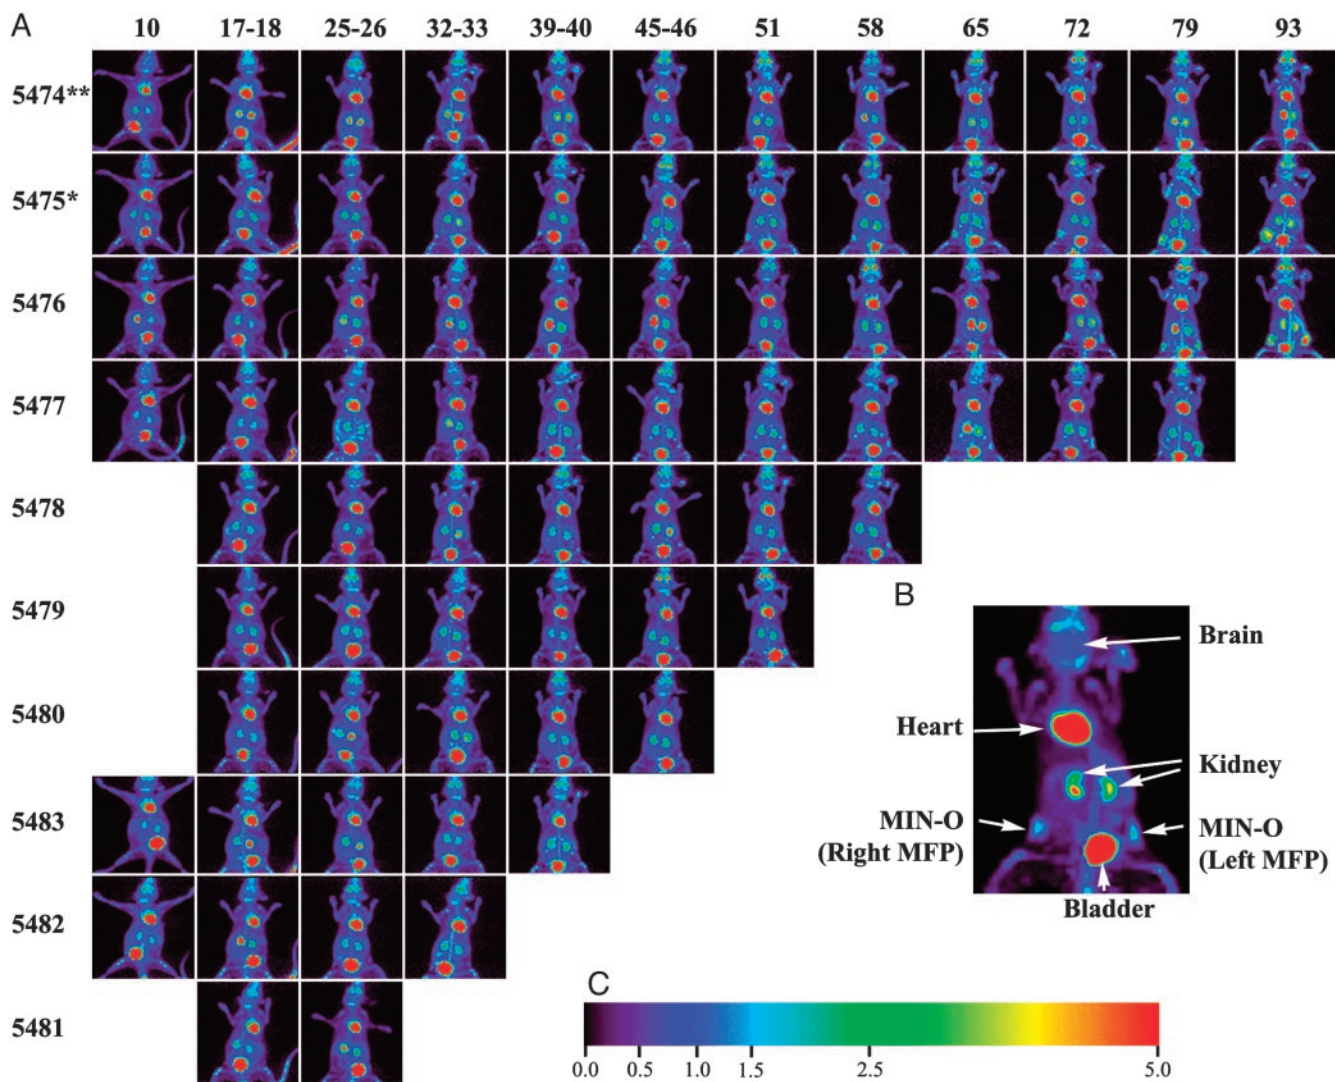 A
10 17-18 25-26 32-33 39-40 45-46 51 58 65 72 79 93
5474**
5475*
5476
5477
5478
5479
5480
5483
5482
5481
B
Brain
Heart
Kidney
MIN-O
(Right MFP)
MIN-O
(Left MFP)
Bladder
C
0.0 0.5 1.0 1.5 2.5 5.0